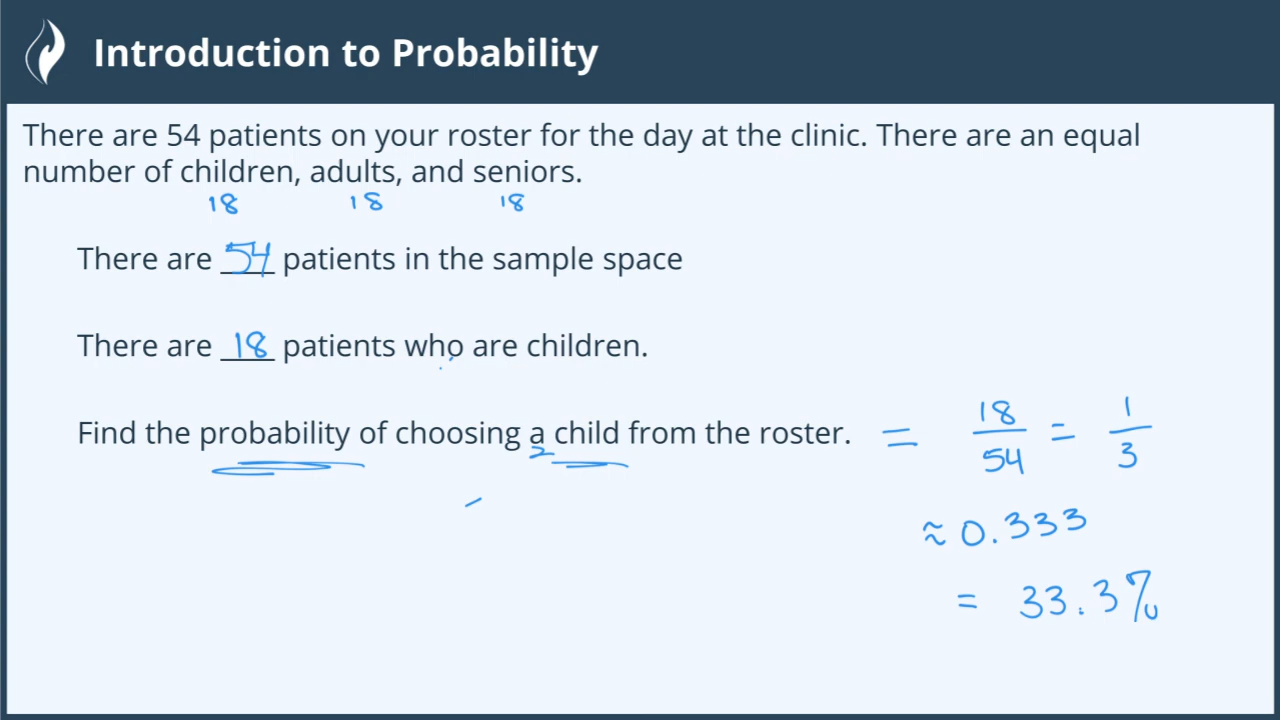 Introduction to Probability
There are 54 patients on your roster for the day at the clinic. There are an equal
number of children, adults, and seniors.
18 18 18
There are 54 patients in the sample space
There are 18 patients who are children.
Find the probability of choosing a child from the roster. = 18/54 = 1/3
≈ 0.333
= 33.3%